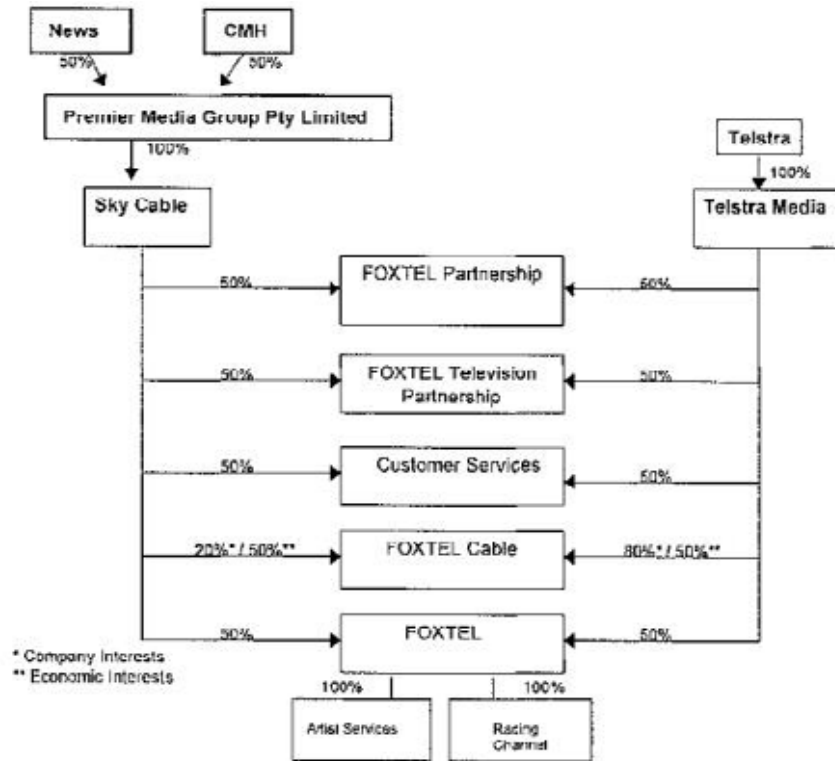 News
CMH
50%
50%
Premier Media Group Pty Limited
100%
Telstra
100%
Sky Cable
Telstra Media
FOXTEL Partnership
50%
50%
FOXTEL Television
Partnership
50%
50%
Customer Services
50%
50%
20%* / 50%**
FOXTEL Cable
80%* / 50%**
FOXTEL
50%
50%
* Company Interests
** Economic Interests
100%
100%
Artist Services
Racing
Channel